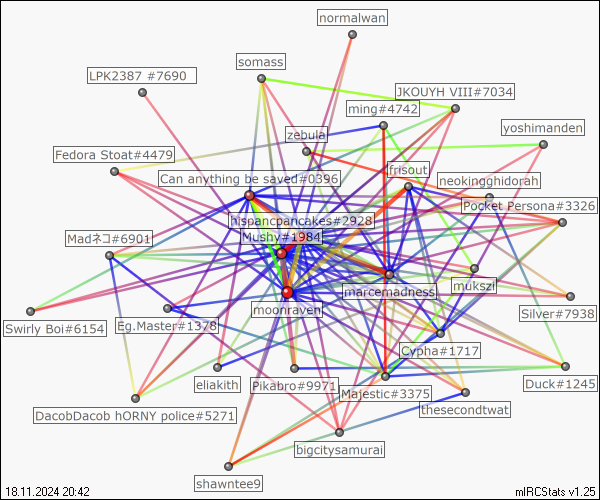 normalwan
somass
LPK2387 #7690
JKOUYH VIII#7034
ming#4742
yoshimanden
zebula
Fedora Stoat#4479
frisout
Can anything be saved#0396
neokingghidorah
Pocket Persona#3326
hispancpancakes#2928
Mushy#1984
Madネコ#6901
mukszi
marcemadness
moonraven
Silver#7938
Swirly Boi#6154
Eg.Master#1378
Cypha#1717
eliakith
Pikabro#9971
Majestic#3375
Duck#1245
DacobDacob hORNY police#5271
thesecondtwat
bigcitysamurai
shawntee9
18.11.2024 20:42
mIRCStats v1.25